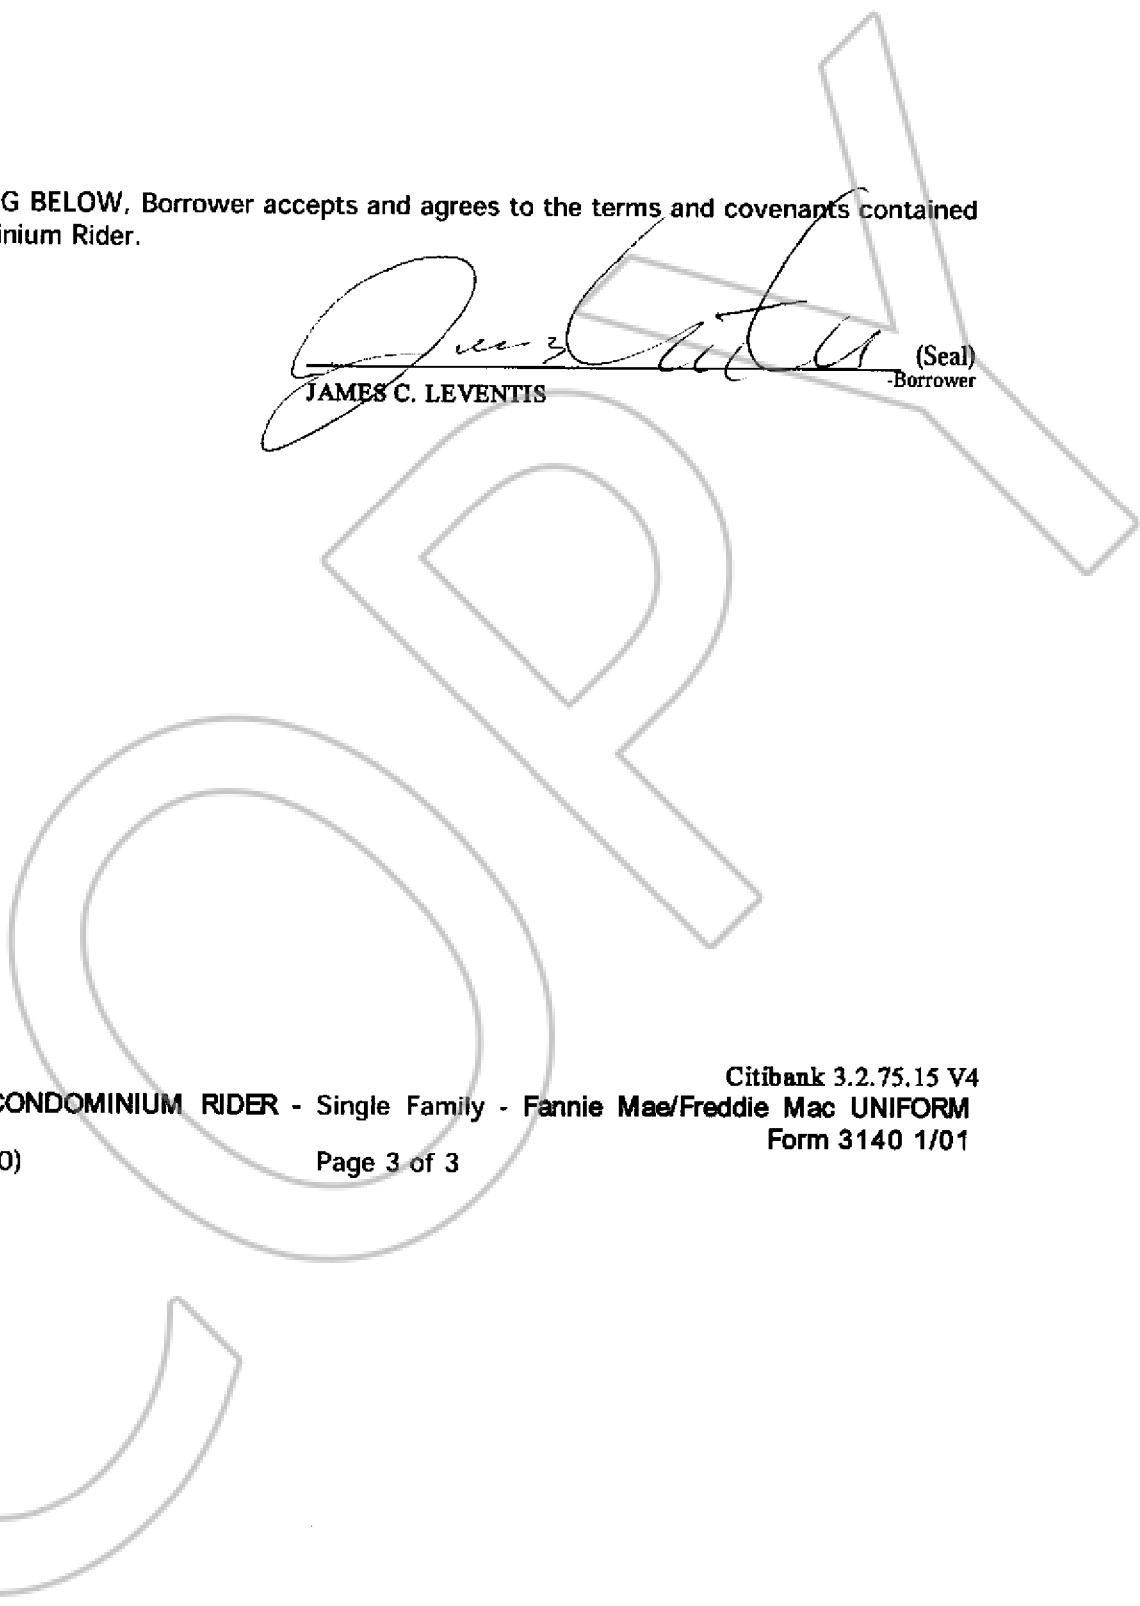 G BELOW, Borrower accepts and agrees to the terms and covenants contained
inium Rider.
(Seal)
-Borrower
JAMES C. LEVENTIS
Citibank 3.2.75.15 V4
CONDOMINIUM RIDER - Single Family - Fannie Mae/Freddie Mac UNIFORM
Form 3140 1/01
0)
Page 3 of 3
COPY